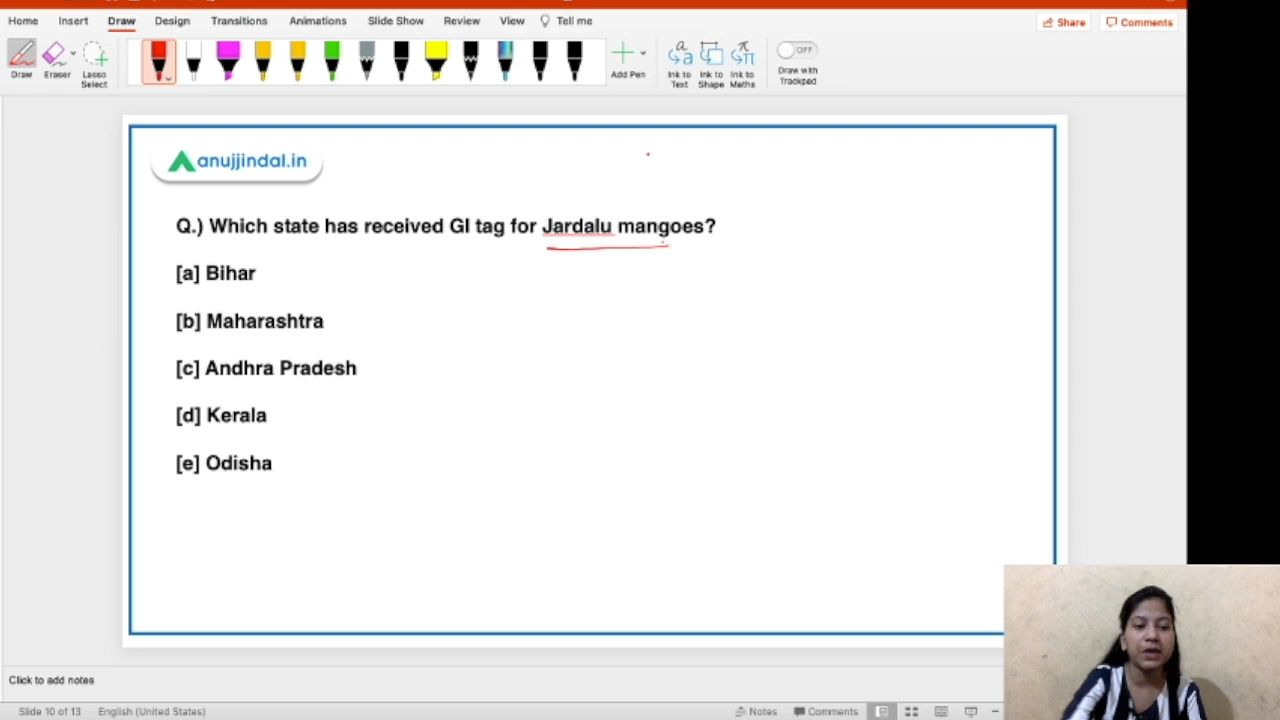 Home Insert Draw Design Transitions Animations Slide Show Review View Tell me Share Comments
Draw Eraser Lasso Select Add Pen Ink to Text Ink to Shape Ink to Maths OFF Draw with Trackpad
anujjindal.in
Q.) Which state has received GI tag for Jardalu mangoes?
[a] Bihar
[b] Maharashtra
[c] Andhra Pradesh
[d] Kerala
[e] Odisha
Click to add notes
Slide 10 of 13 English (United States) Notes Comments